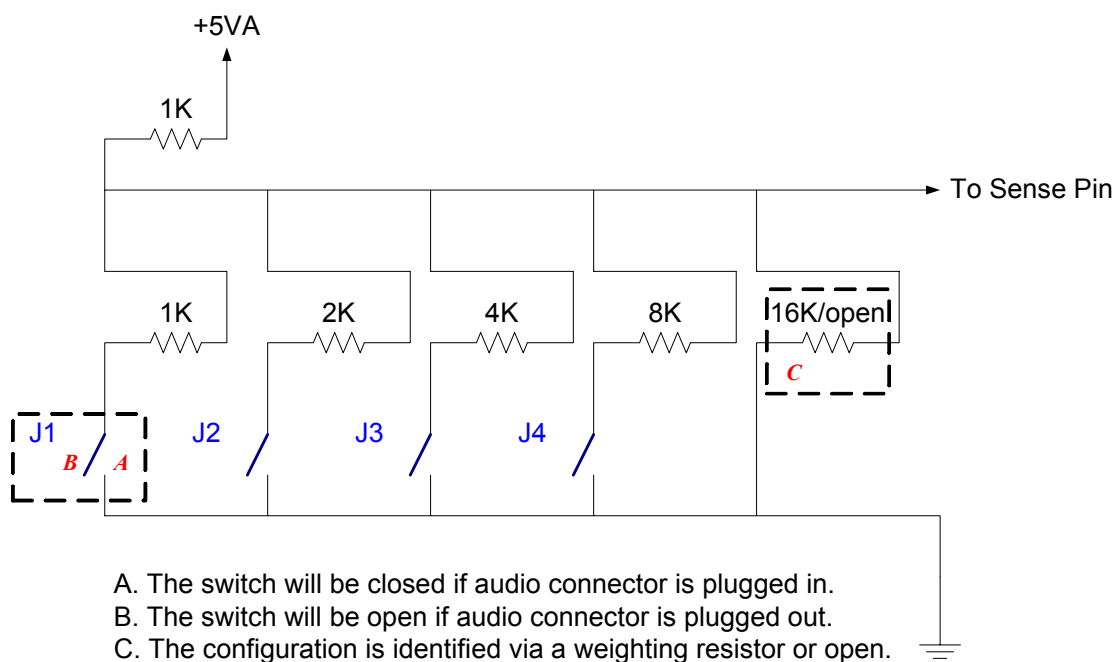 +5VA
1K
To Sense Pin
1K
2K
4K
8K
16K/open
C
J1
J2
J3
J4
B
A
A. The switch will be closed if audio connector is plugged in.
B. The switch will be open if audio connector is plugged out.
C. The configuration is identified via a weighting resistor or open.